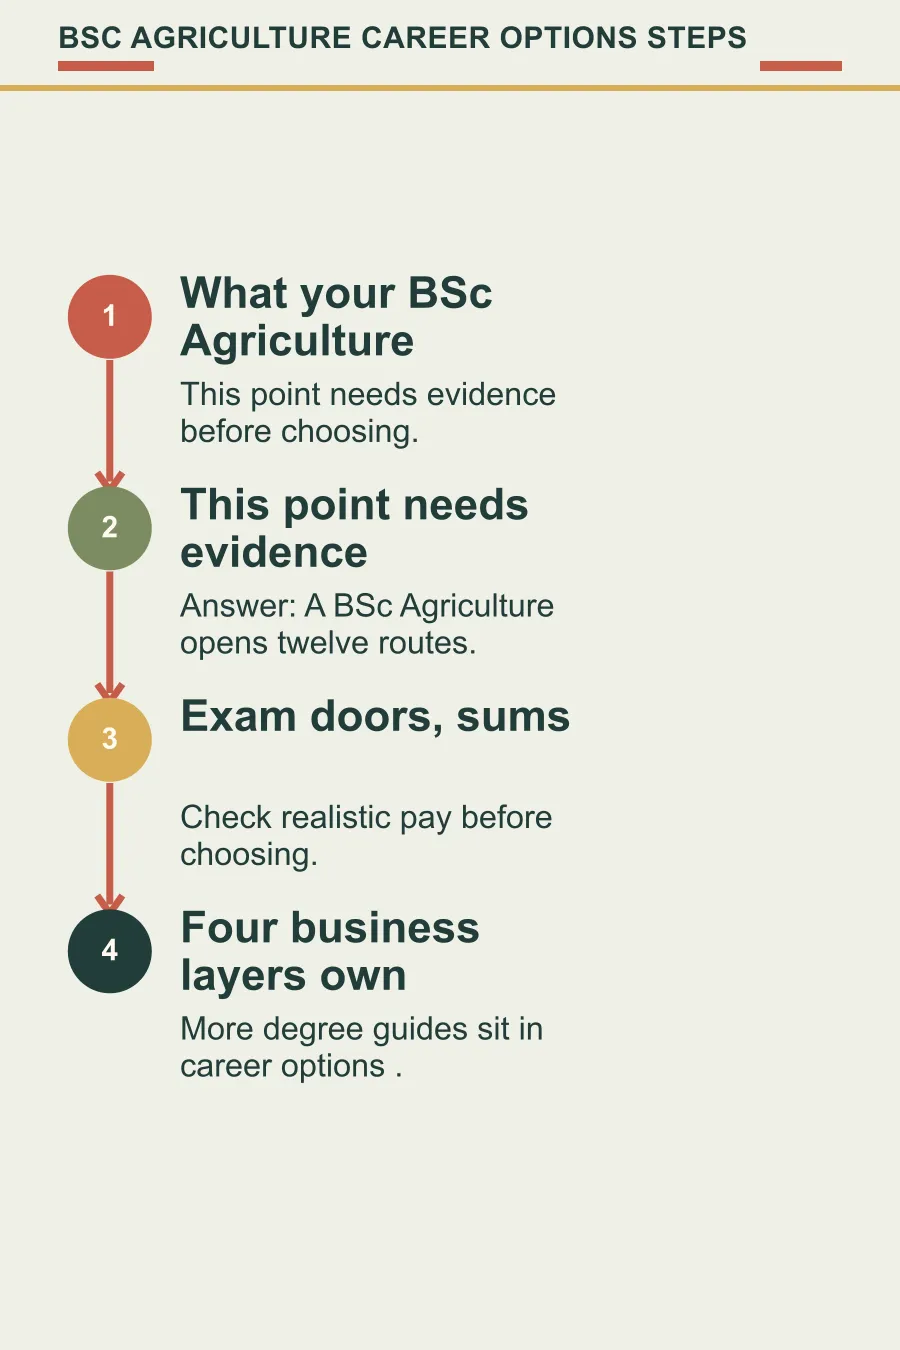 BSC AGRICULTURE CAREER OPTIONS STEPS
1
What your BSc
Agriculture
This point needs evidence
before choosing.
2
This point needs
evidence
Answer: A BSc Agriculture
opens twelve routes.
3
Exam doors, sums
Check realistic pay before
choosing.
4
Four business
layers own
More degree guides sit in
career options .